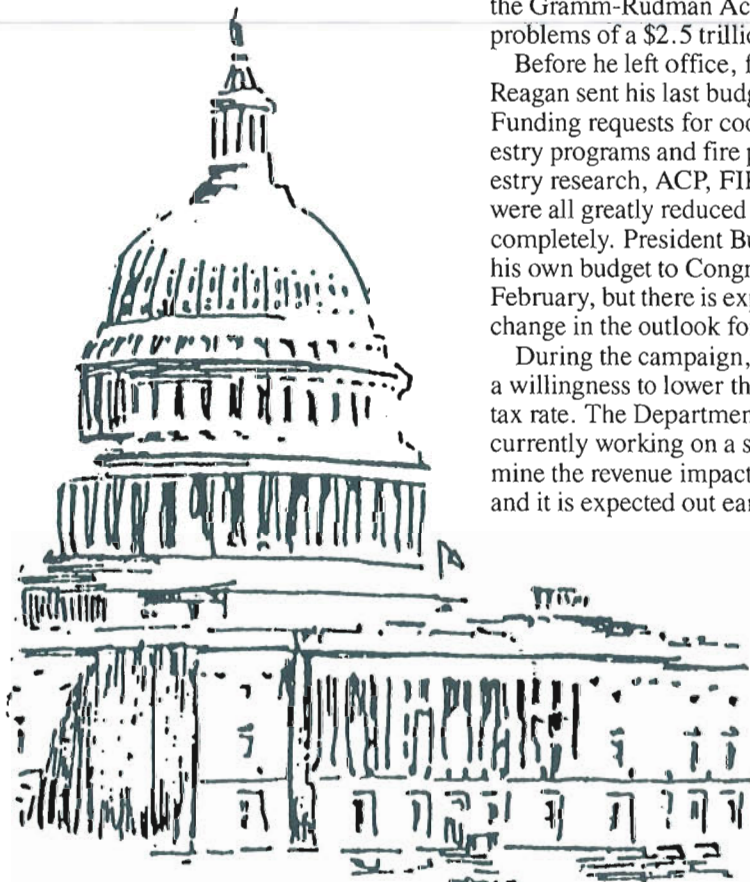 the Gramm-Rudman Ac
problems of a $2.5 trilli
Before he left office, f
Reagan sent his last budg
Funding requests for coo
estry programs and fire p
estry research, ACP, FI
were all greatly reduced
completely. President Bu
his own budget to Congr
February, but there is exp
change in the outlook fo
During the campaign,
a willingness to lower th
tax rate. The Departmen
currently working on a s
mine the revenue impact
and it is expected out ear